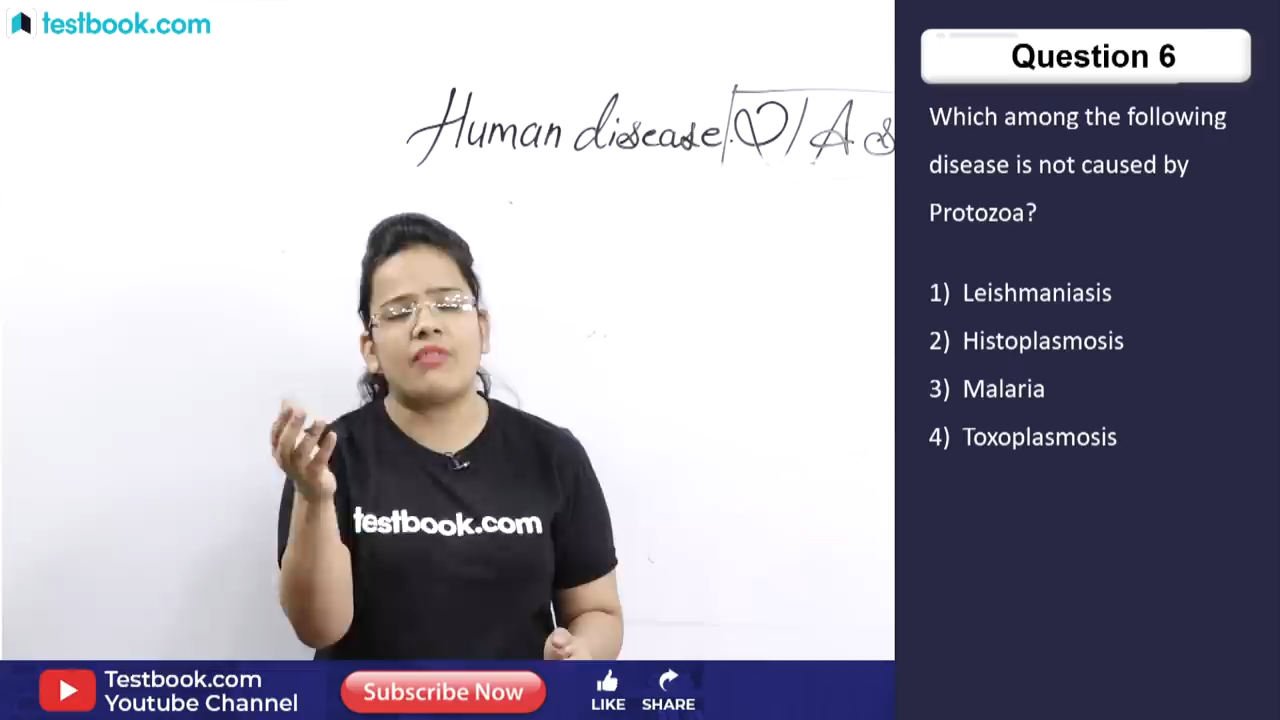 testbook.com
Human disease
Question 6
Which among the following
disease is not caused by
Protozoa?
1) Leishmaniasis
2) Histoplasmosis
3) Malaria
4) Toxoplasmosis
testbook.com
Testbook.com
Youtube Channel
Subscribe Now
LIKE
SHARE